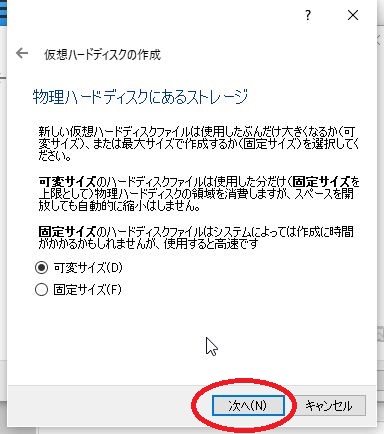 仮想ハードディスクの作成
物理ハードディスクにあるストレージ
新しい仮想ハードディスクファイルは使用したぶんだけ大きくなるか(可
変サイズ)、または最大サイズで作成するか(固定サイズ)を選択してく
ださい。
可変サイズのハードディスクファイルは使用した分だけ(固定サイズを
上限として)物理ハードディスクの領域を消費しますが、スペースを開
放しても自動的に縮小はしません。
固定サイズのハードディスクファイルはシステムによっては作成に時間
がかかるかもしれませんが、使用すると高速です
可変サイズ(D)
固定サイズ(F)
次へ(N) キャンセル